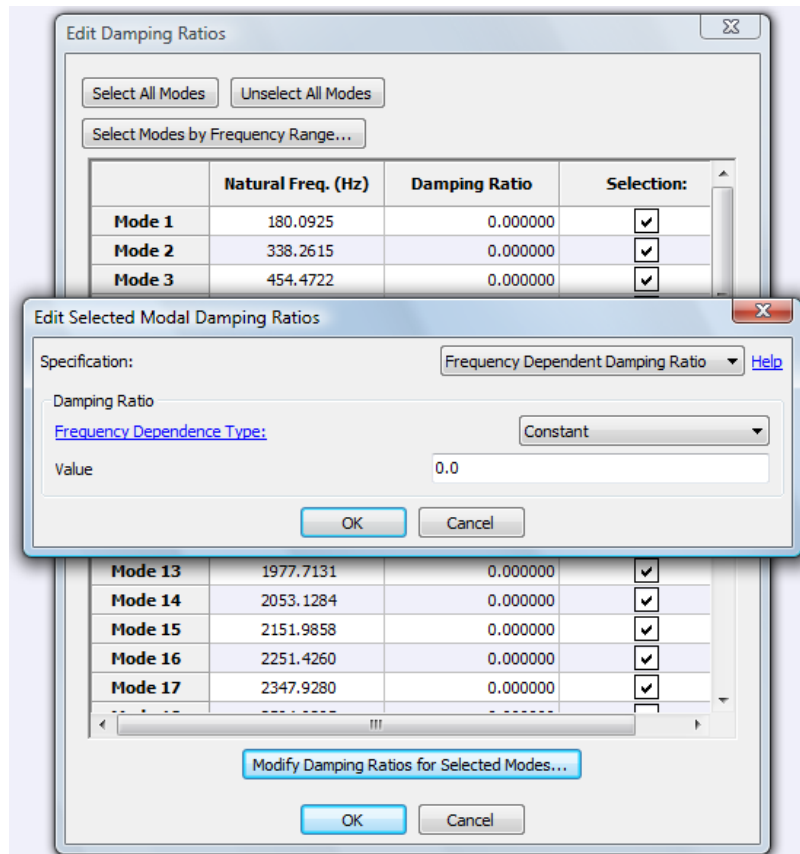 Edit Damping Ratios
Select All Modes Unselect All Modes
Select Modes by Frequency Range...
Natural Freq. (Hz) Damping Ratio Selection:
Mode 1 180.0925 0.000000
Mode 2 338.2615 0.000000
Mode 3 454.4722 0.000000
Edit Selected Modal Damping Ratios
Specification: Frequency Dependent Damping Ratio Help
Damping Ratio
Frequency Dependence Type: Constant
Value 0.0
OK Cancel
Mode 13 1977.7131 0.000000
Mode 14 2053.1284 0.000000
Mode 15 2151.9858 0.000000
Mode 16 2251.4260 0.000000
Mode 17 2347.9280 0.000000
Modify Damping Ratios for Selected Modes...
OK Cancel